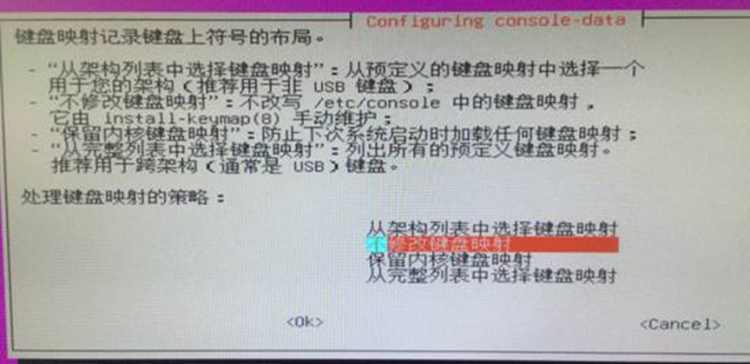 Configuring console-data
键盘映射记录键盘上符号的布局。
- “从架构列表中选择键盘映射”：从预定义的键盘映射中选择一个
用于您的架构（推荐用于非 USB 键盘）；
- “不修改键盘映射”：不改写 /etc/console 中的键盘映射，
它由 install-keymap(8) 手动维护；
- “保留内核键盘映射”：防止下次系统启动时加载任何键盘映射；
- “从完整列表中选择键盘映射”：列出所有的预定义键盘映射。
推荐用于跨架构（通常是 USB）键盘。
处理键盘映射的策略：
从架构列表中选择键盘映射
不修改键盘映射
保留内核键盘映射
从完整列表中选择键盘映射
<Ok> <Cancel>